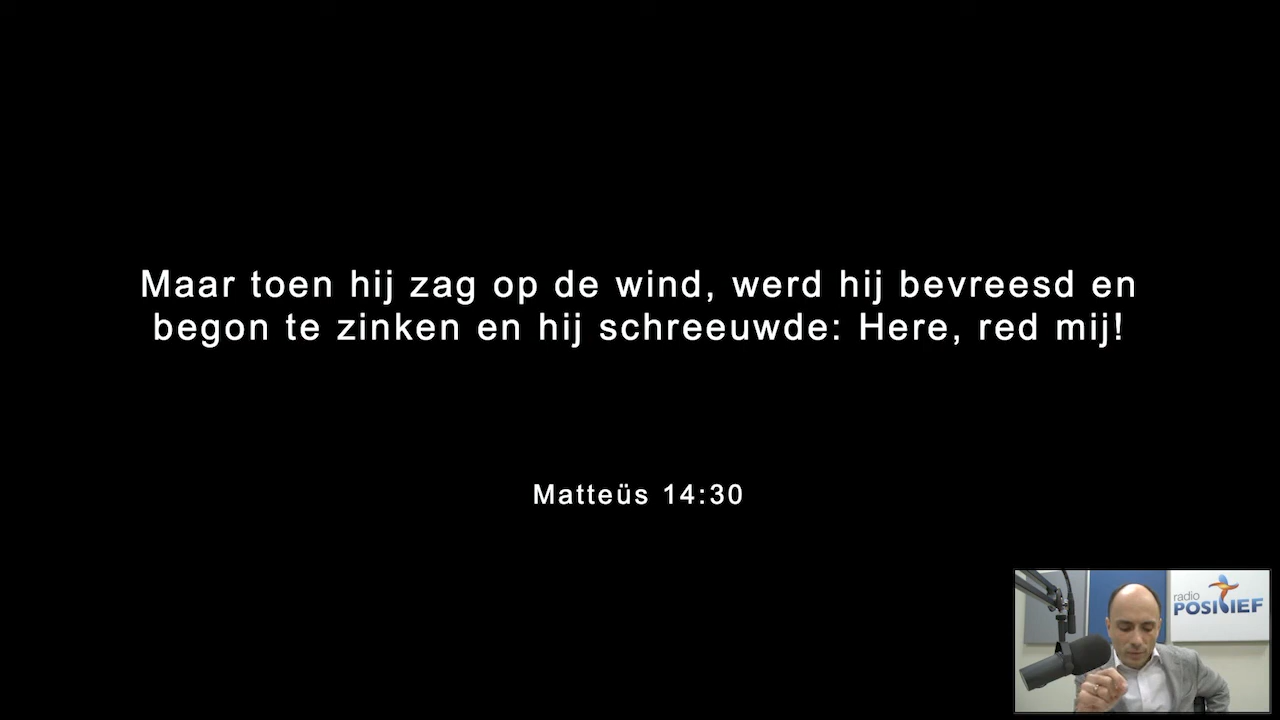 Maar toen hij zag op de wind, werd hij bevreesd en
begon te zinken en hij schreeuwde: Here, red mij!
Matteüs 14:30
radio
POSITIEF